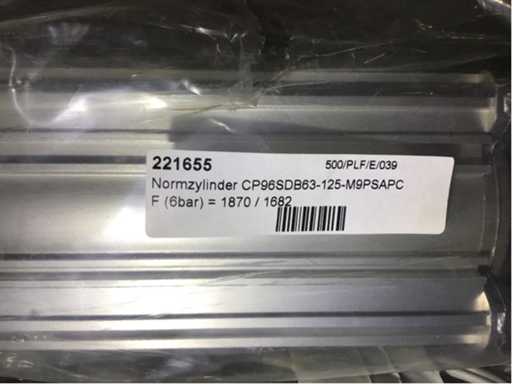 221655 500/PLF/E/039
Normzylinder CP96SDB63-125-M9PSAPC
F (6bar) = 1870 / 1682